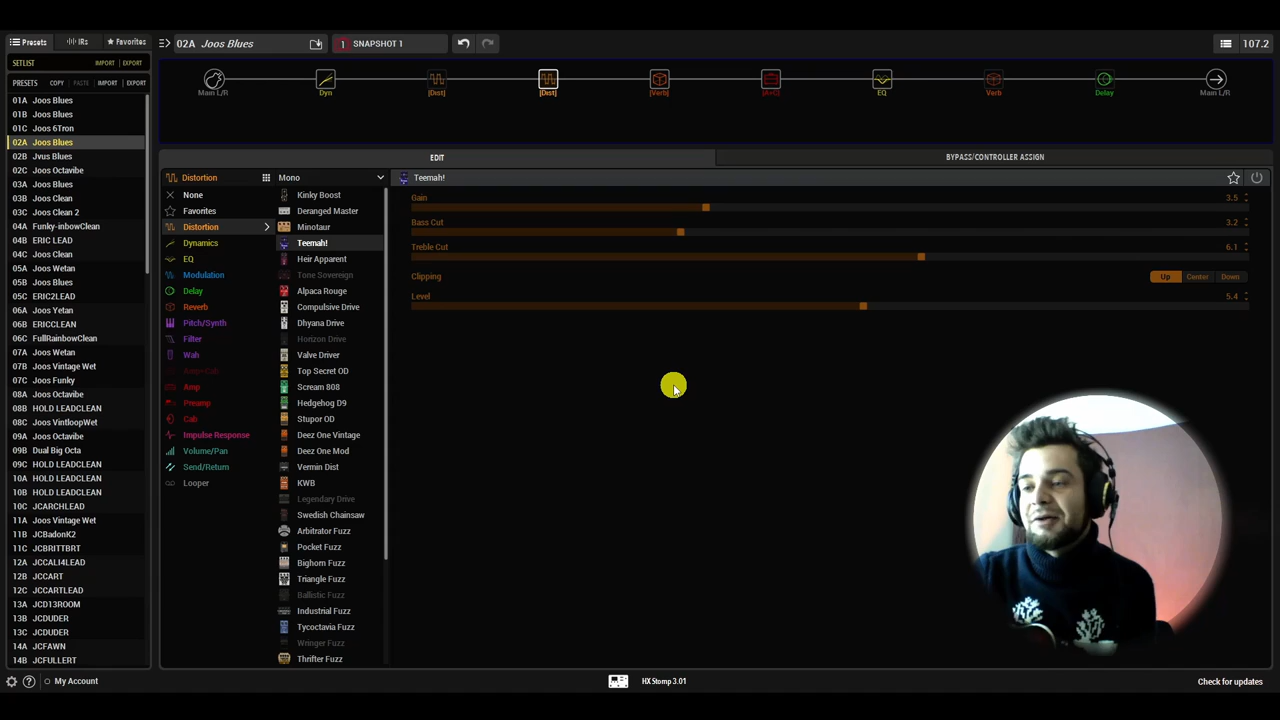 Presets IRs Favorites
02A Joos Blues
1 SNAPSHOT 1
107.2
SETLIST IMPORT EXPORT
PRESETS COPY PASTE IMPORT EXPORT
01A Joos Blues
01B Joos Blues
01C Joos 6Tron
02A Joos Blues
02B Jvus Blues
02C Joos Octavibe
03A Joos Blues
03B Joos Clean
03C Joos Clean 2
04A Funky-inbowClean
04B ERIC LEAD
04C Joos Clean
05A Joos Wetan
05B Joos Blues
05C ERIC2LEAD
06A Joos Yetan
06B ERICCLEAN
06C FullRainbowClean
07A Joos Wetan
07B Joos Vintage Wet
07C Joos Funky
08A Joos Octavibe
08B HOLD LEADCLEAN
08C Joos VintloopWet
09A Joos Octavibe
09B Dual Big Octa
09C HOLD LEADCLEAN
10A HOLD LEADCLEAN
10B HOLD LEADCLEAN
10C JCARCHLEAD
11A Joos Vintage Wet
11B JCBadonK2
11C JCBRITTBRT
12A JCCALI4LEAD
12B JCCART
12C JCCARTLEAD
13A JCD13ROOM
13B JCDUDER
13C JCDUDER
14A JCFAWN
14B JCFULLERT
Main L/R Dyn [Dist] [Dist] [Verb] [A+C] EQ Verb Delay Main L/R
EDIT
BYPASS/CONTROLLER ASSIGN
Distortion
None
Favorites
Distortion
Dynamics
EQ
Modulation
Delay
Reverb
Pitch/Synth
Filter
Wah
Amp+Cab
Amp
Preamp
Cab
Impulse Response
Volume/Pan
Send/Return
Looper
Mono
Kinky Boost
Deranged Master
Minotaur
Teemah!
Heir Apparent
Tone Sovereign
Alpaca Rouge
Compulsive Drive
Dhyana Drive
Horizon Drive
Valve Driver
Top Secret OD
Scream 808
Hedgehog D9
Stupor OD
Deez One Vintage
Deez One Mod
Vermin Dist
KWB
Legendary Drive
Swedish Chainsaw
Arbitrator Fuzz
Pocket Fuzz
Bighorn Fuzz
Triangle Fuzz
Ballistic Fuzz
Industrial Fuzz
Tycoctavia Fuzz
Wringer Fuzz
Thrifter Fuzz
Teemah!
Gain 3.5
Bass Cut 3.2
Treble Cut 6.1
Clipping Up Center Down
Level 5.4
? My Account
HX Stomp 3.01
Check for updates